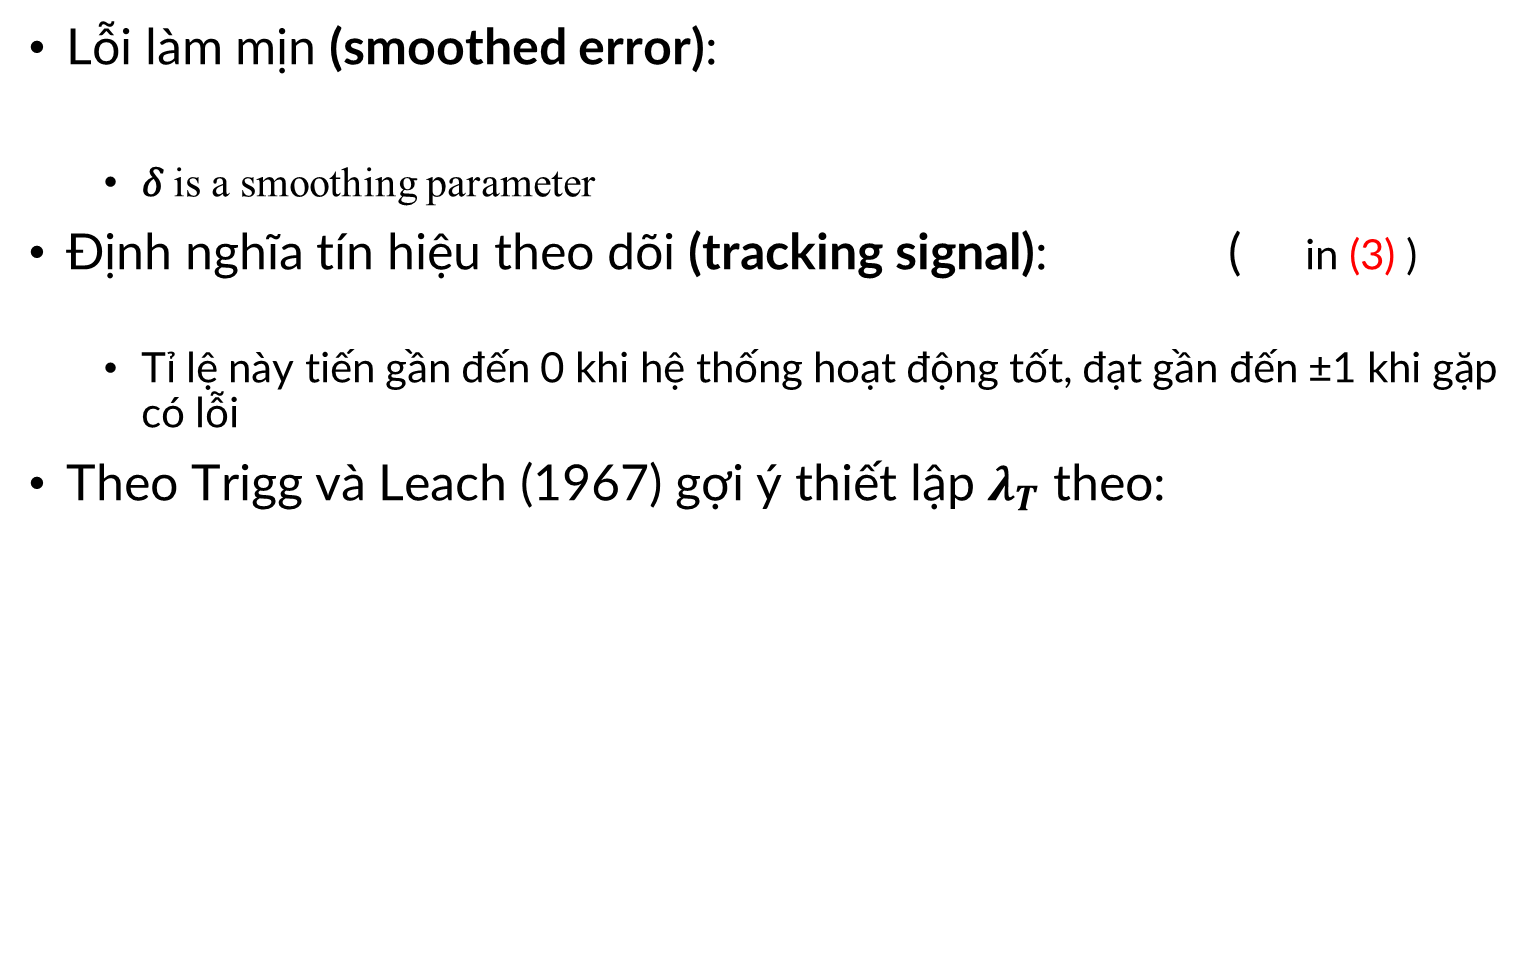 • Lỗi làm mịn (smoothed error):
• δ is a smoothing parameter
• Định nghĩa tín hiệu theo dõi (tracking signal): ( in (3) )
• Tỉ lệ này tiến gần đến 0 khi hệ thống hoạt động tốt, đạt gần đến ±1 khi gặp
có lỗi
• Theo Trigg và Leach (1967) gợi ý thiết lập λ_T theo: